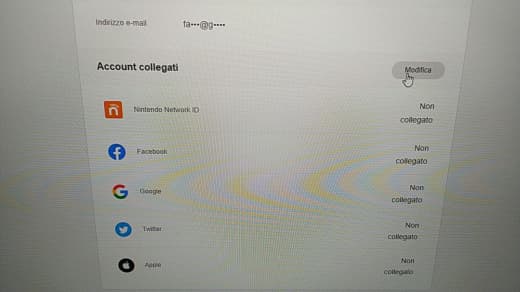 Indirizzo e-mail fa•••@g••••
Account collegati Modifica
Nintendo Network ID Non collegato
Facebook Non collegato
Google Non collegato
Twitter Non collegato
Apple Non collegato